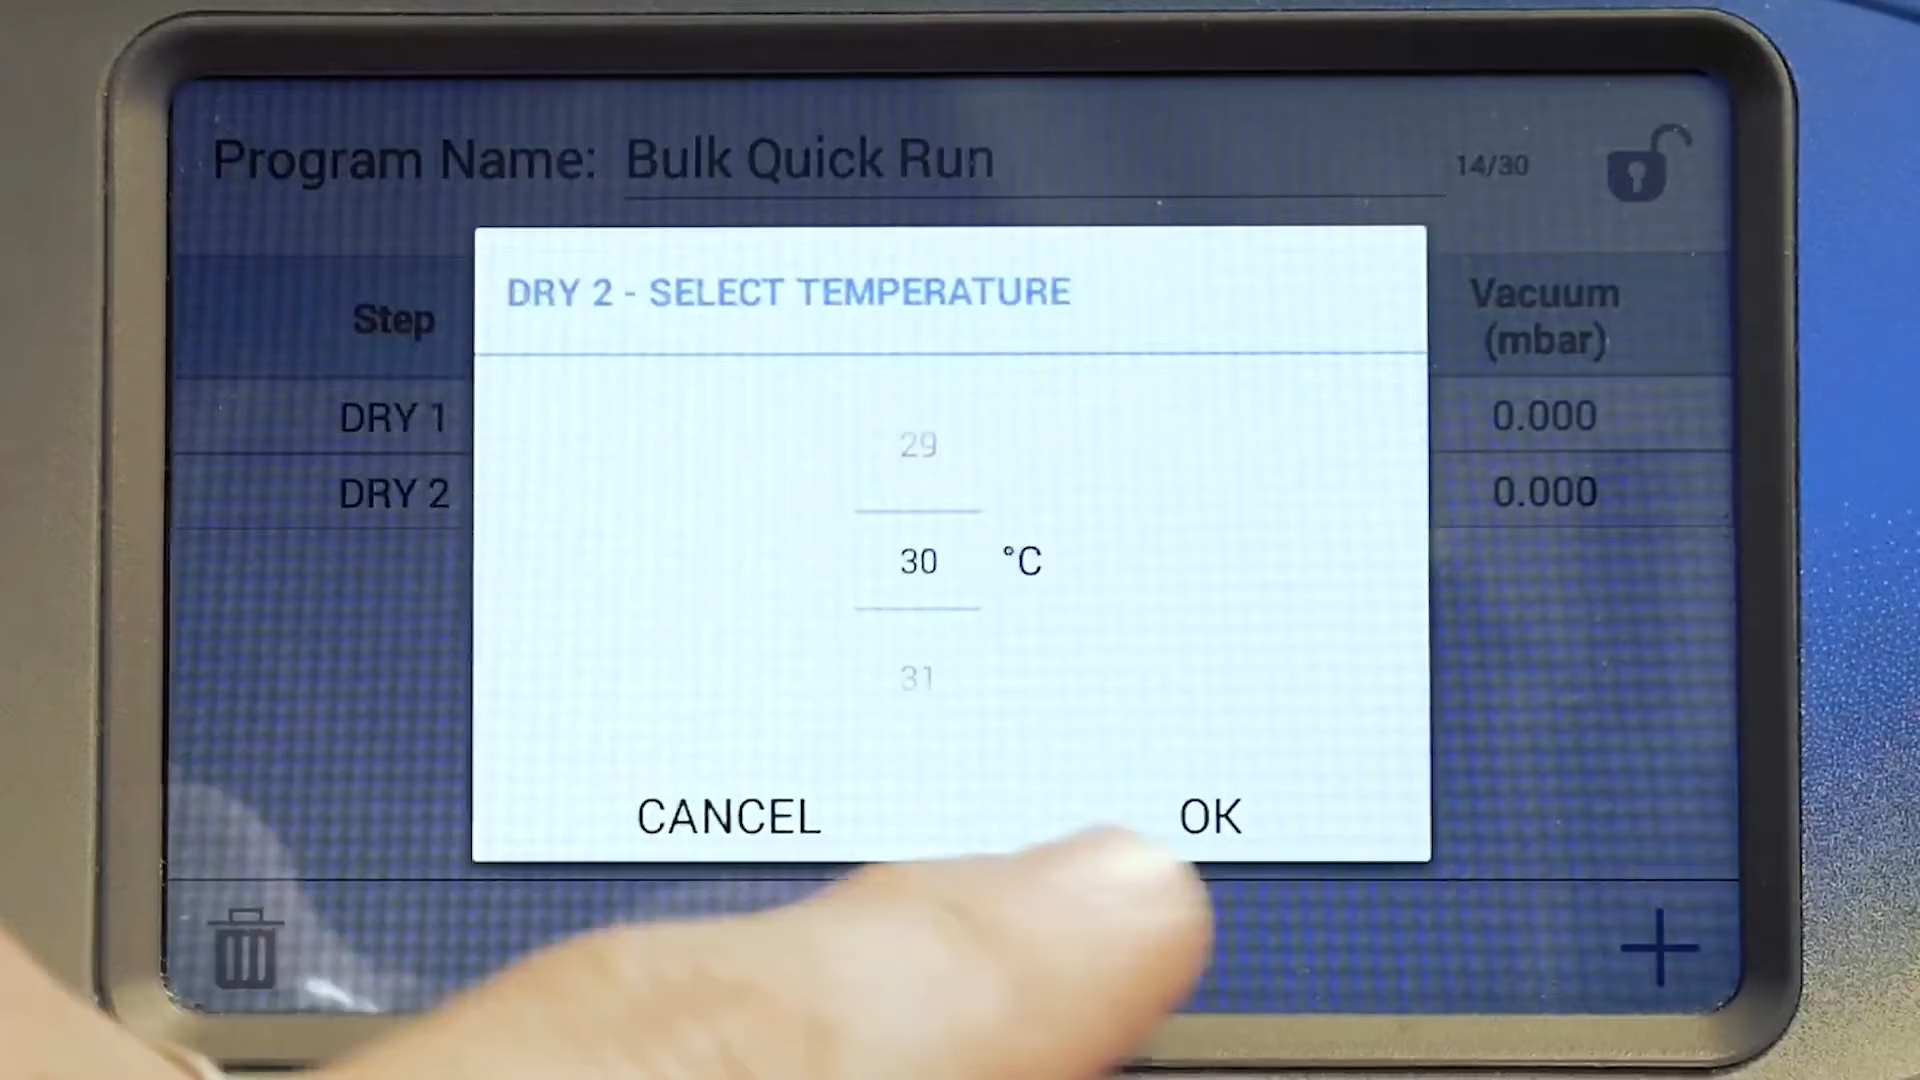 Program Name: Bulk Quick Run 14/30
DRY 2 - SELECT TEMPERATURE
Step
Vacuum
(mbar)
DRY 1
0.000
DRY 2
0.000
29
30 °C
31
CANCEL
OK